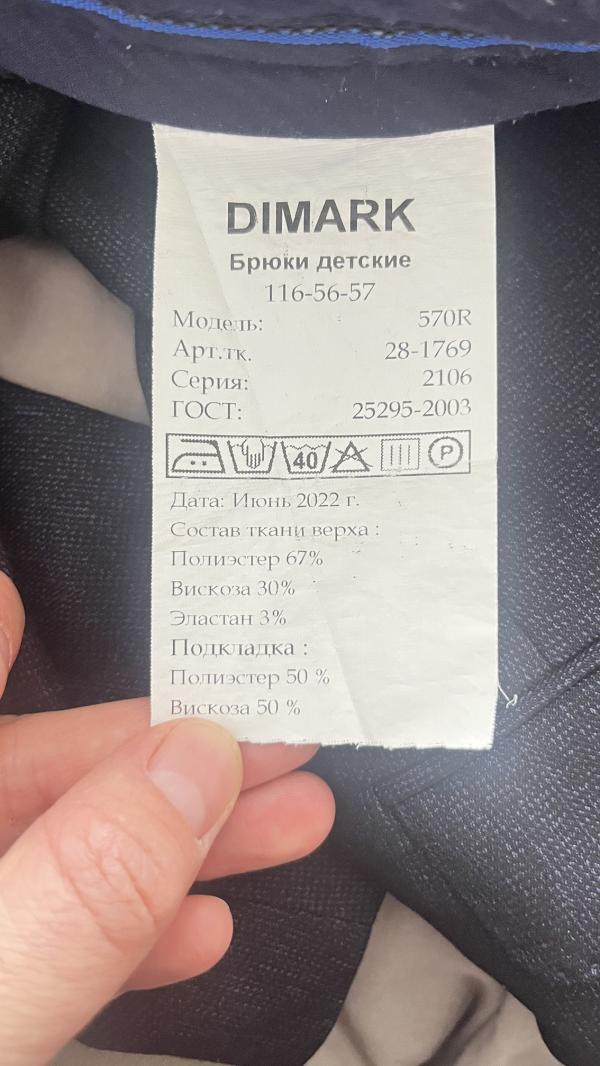 DIMARK
Брюки детские
116-56-57
Модель: 570R
Арт.тк. 28-1769
Серия: 2106
ГОСТ: 25295-2003
40 P
Дата: Июнь 2022 г.
Состав ткани верха :
Полиэстер 67%
Вискоза 30%
Эластан 3%
Подкладка :
Полиэстер 50 %
Вискоза 50 %